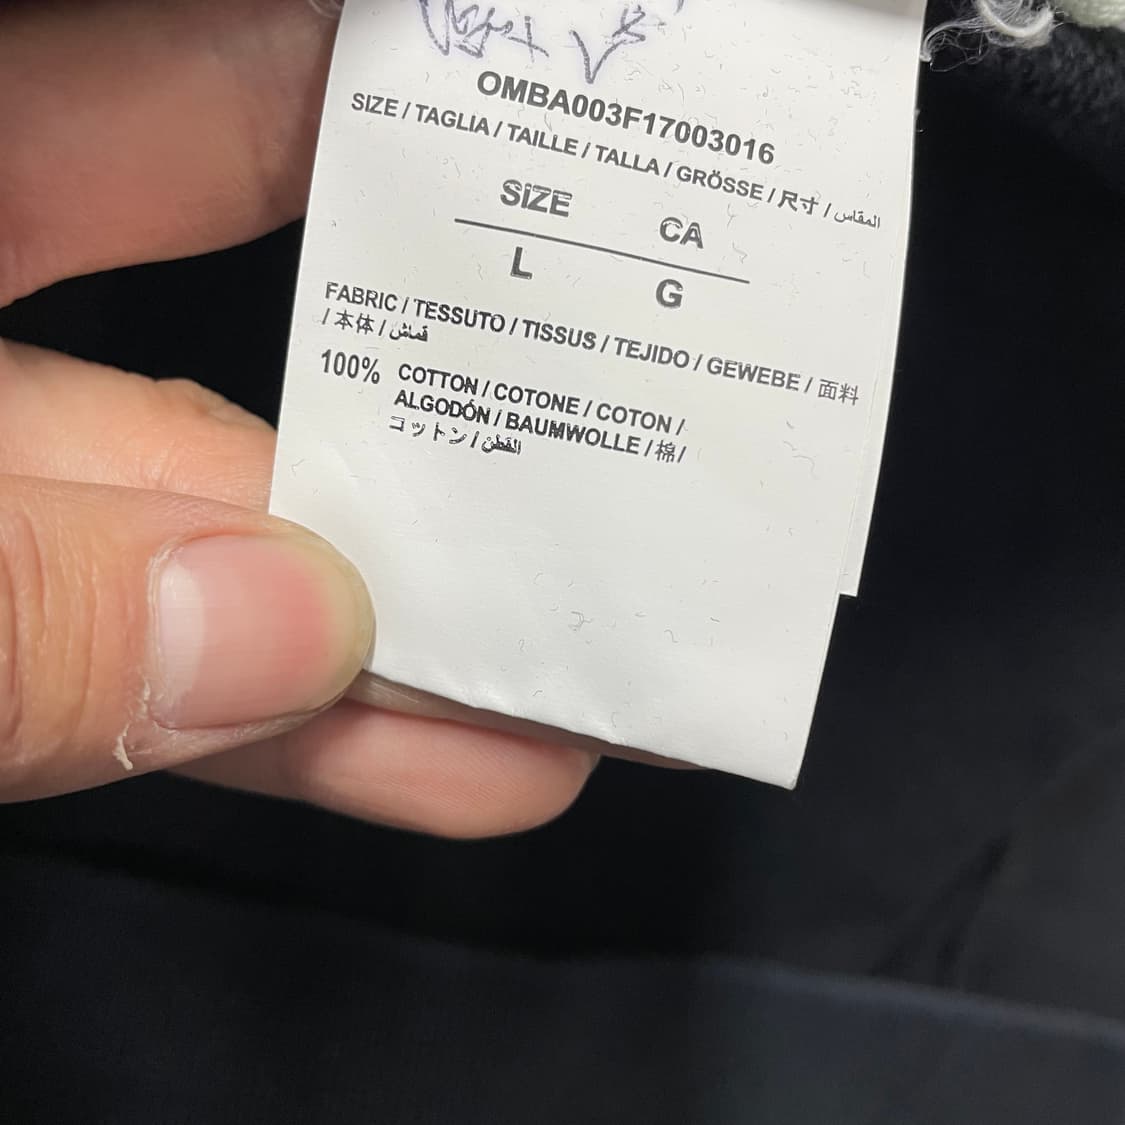 OMBA003F17003016
SIZE / TAGLIA / TAILLE / TALLA / GRÖSSE / 尺寸 / المقاس
SIZE CA
L G
FABRIC / TESSUTO / TISSUS / TEJIDO / GEWEBE / 面料
/ 本体 / قماش
100% COTTON / COTONE / COTON /
ALGODÓN / BAUMWOLLE / 棉 /
コットン / القطن